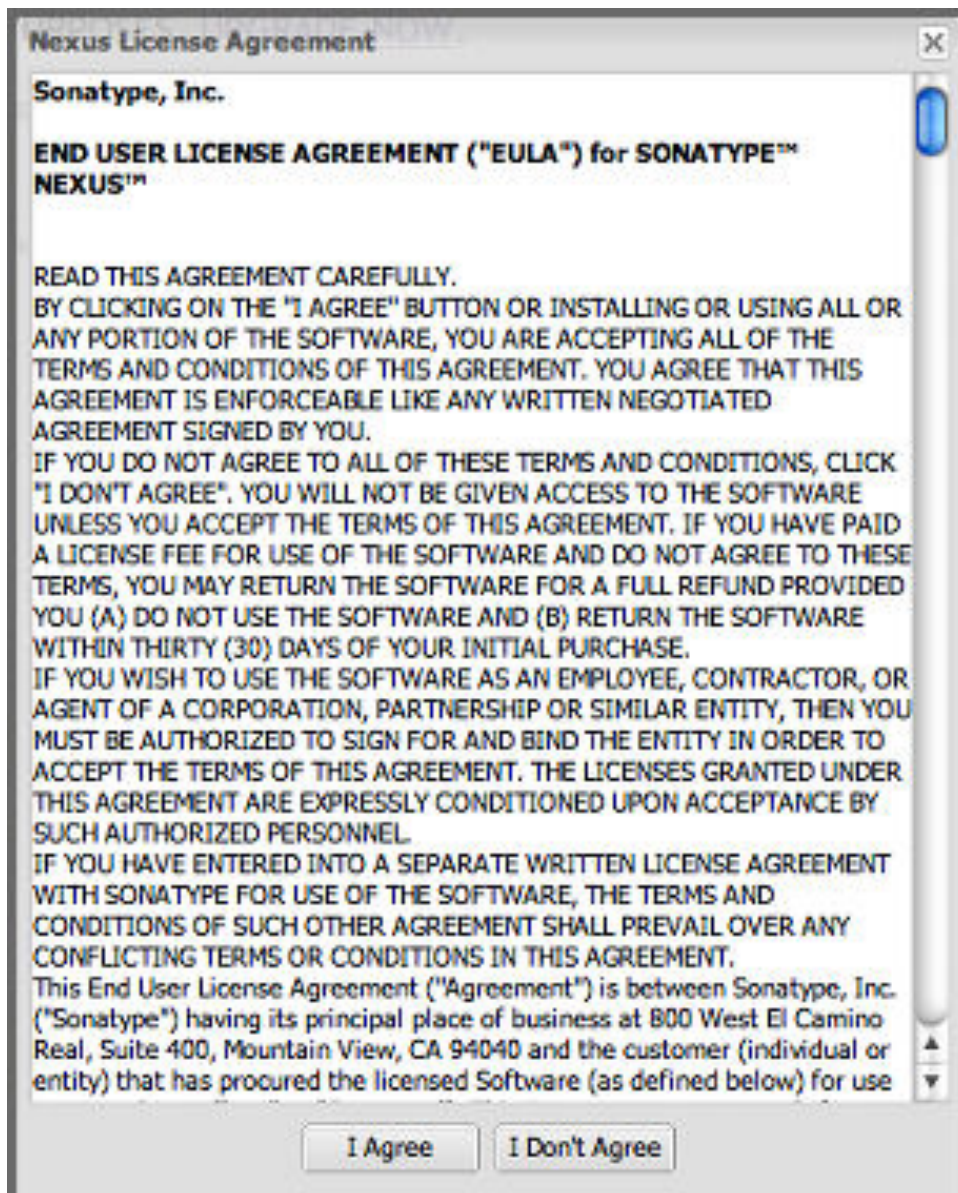 PURPOSES. UPGRADE NOW.
Nexus License Agreement
Sonatype, Inc.
END USER LICENSE AGREEMENT ("EULA") for SONATYPE™
NEXUS™
READ THIS AGREEMENT CAREFULLY.
BY CLICKING ON THE "I AGREE" BUTTON OR INSTALLING OR USING ALL OR
ANY PORTION OF THE SOFTWARE, YOU ARE ACCEPTING ALL OF THE
TERMS AND CONDITIONS OF THIS AGREEMENT. YOU AGREE THAT THIS
AGREEMENT IS ENFORCEABLE LIKE ANY WRITTEN NEGOTIATED
AGREEMENT SIGNED BY YOU.
IF YOU DO NOT AGREE TO ALL OF THESE TERMS AND CONDITIONS, CLICK
"I DON'T AGREE". YOU WILL NOT BE GIVEN ACCESS TO THE SOFTWARE
UNLESS YOU ACCEPT THE TERMS OF THIS AGREEMENT. IF YOU HAVE PAID
A LICENSE FEE FOR USE OF THE SOFTWARE AND DO NOT AGREE TO THESE
TERMS, YOU MAY RETURN THE SOFTWARE FOR A FULL REFUND PROVIDED
YOU (A) DO NOT USE THE SOFTWARE AND (B) RETURN THE SOFTWARE
WITHIN THIRTY (30) DAYS OF YOUR INITIAL PURCHASE.
IF YOU WISH TO USE THE SOFTWARE AS AN EMPLOYEE, CONTRACTOR, OR
AGENT OF A CORPORATION, PARTNERSHIP OR SIMILAR ENTITY, THEN YOU
MUST BE AUTHORIZED TO SIGN FOR AND BIND THE ENTITY IN ORDER TO
ACCEPT THE TERMS OF THIS AGREEMENT. THE LICENSES GRANTED UNDER
THIS AGREEMENT ARE EXPRESSLY CONDITIONED UPON ACCEPTANCE BY
SUCH AUTHORIZED PERSONNEL.
IF YOU HAVE ENTERED INTO A SEPARATE WRITTEN LICENSE AGREEMENT
WITH SONATYPE FOR USE OF THE SOFTWARE, THE TERMS AND
CONDITIONS OF SUCH OTHER AGREEMENT SHALL PREVAIL OVER ANY
CONFLICTING TERMS OR CONDITIONS IN THIS AGREEMENT.
This End User License Agreement ("Agreement") is between Sonatype, Inc.
("Sonatype") having its principal place of business at 800 West El Camino
Real, Suite 400, Mountain View, CA 94040 and the customer (individual or
entity) that has procured the licensed Software (as defined below) for use
I Agree
I Don't Agree